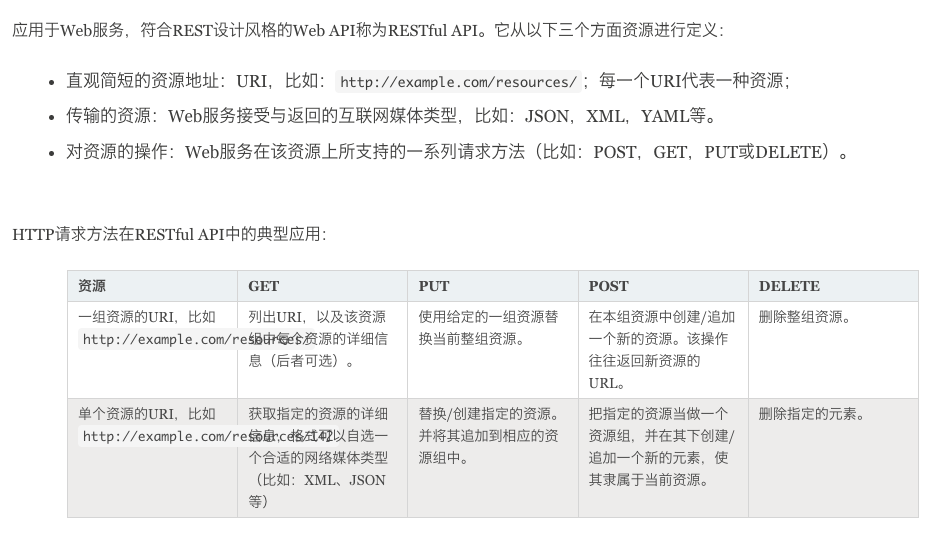 应用于Web服务，符合REST设计风格的Web API称为RESTful API。它从以下三个方面资源进行定义：
• 直观简短的资源地址：URI，比如：http://example.com/resources/；每一个URI代表一种资源；
• 传输的资源：Web服务接受与返回的互联网媒体类型，比如：JSON，XML，YAML等。
• 对资源的操作：Web服务在该资源上所支持的一系列请求方法（比如：POST，GET，PUT或DELETE）。
HTTP请求方法在RESTful API中的典型应用：
资源 GET PUT POST DELETE
一组资源的URI，比如
http://example.com/resources/
列出URI，以及该资源
组中每个资源的详细信
息（后者可选）。
使用给定的一组资源替
换当前整组资源。
在本组资源中创建/追加
一个新的资源。该操作
往往返回新资源的
URL。
删除整组资源。
单个资源的URI，比如
http://example.com/resources/142
获取指定的资源的详细
信息，格式可以自选一
个合适的网络媒体类型
（比如：XML、JSON
等）
替换/创建指定的资源。
并将其追加到相应的资
源组中。
把指定的资源当做一个
资源组，并在其下创建/
追加一个新的元素，使
其隶属于当前资源。
删除指定的元素。